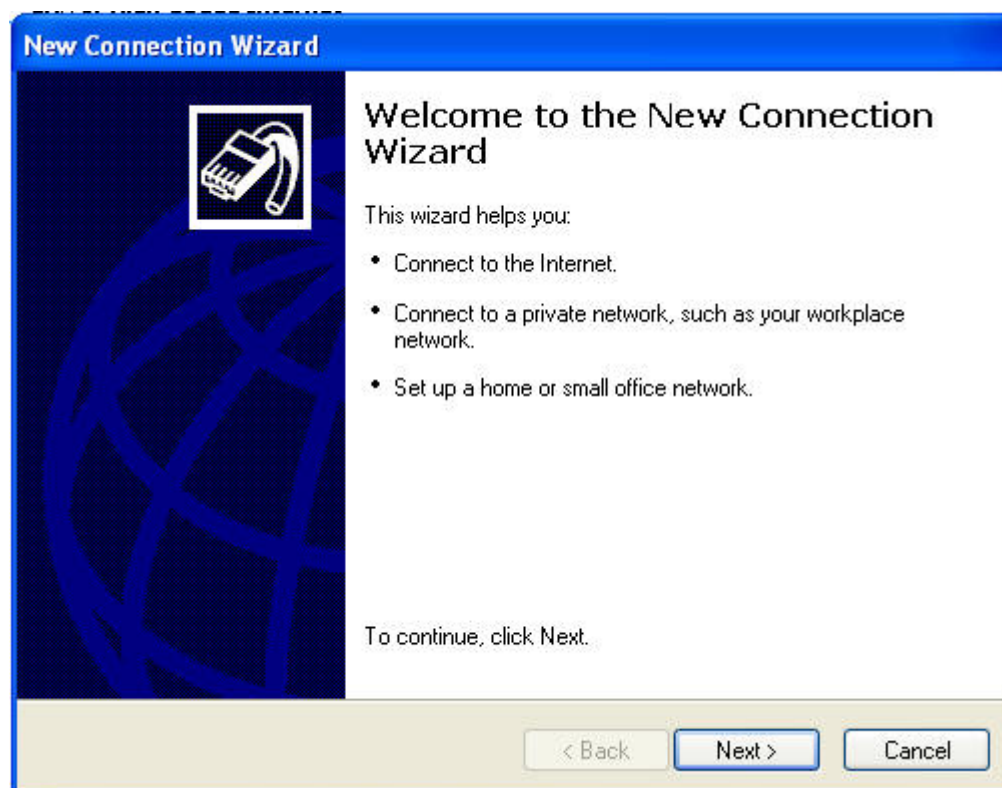 New Connection Wizard
Welcome to the New Connection
Wizard
This wizard helps you:
• Connect to the Internet.
• Connect to a private network, such as your workplace
network.
• Set up a home or small office network.
To continue, click Next.
< Back Next > Cancel